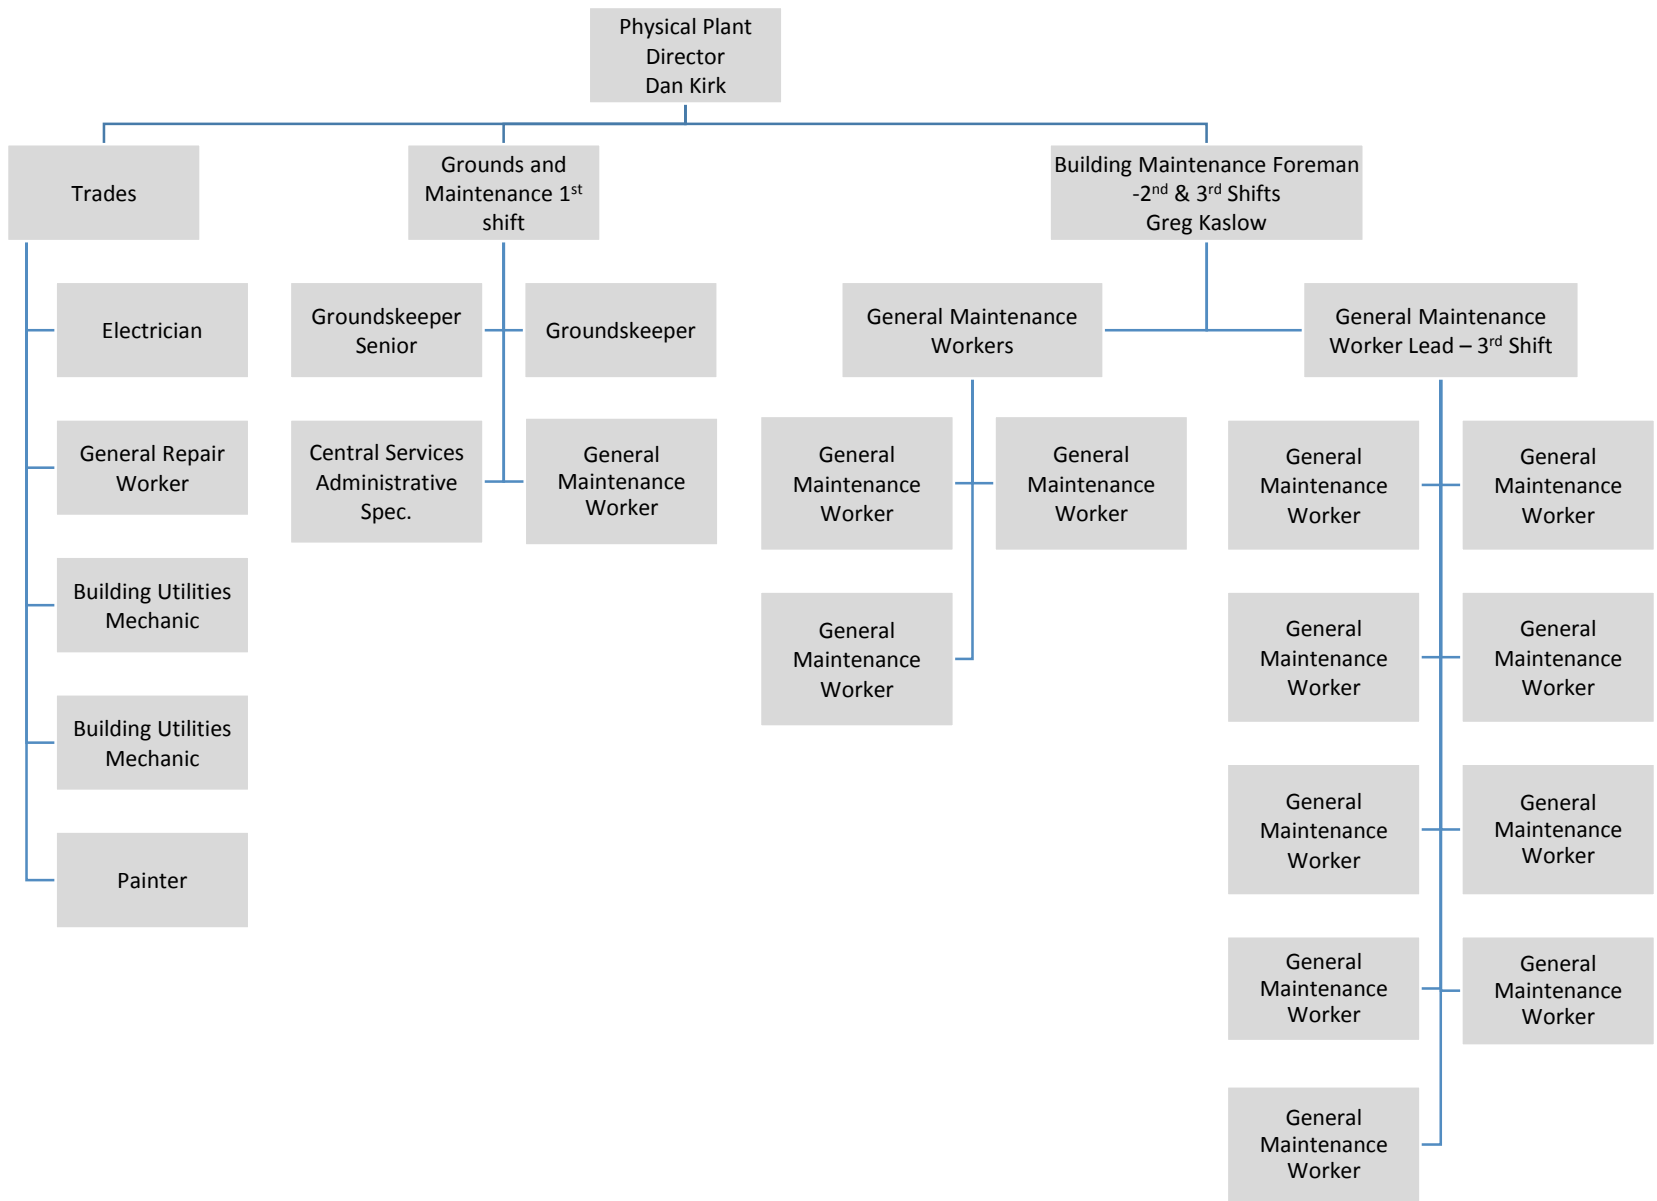 Physical Plant
Director
Dan Kirk
Trades
Grounds and
Maintenance 1st
shift
Building Maintenance Foreman
-2nd & 3rd Shifts
Greg Kaslow
Electrician
General Repair
Worker
Building Utilities
Mechanic
Building Utilities
Mechanic
Painter
Groundskeeper
Senior
Groundskeeper
Central Services
Administrative
Spec.
General
Maintenance
Worker
General Maintenance
Workers
General
Maintenance
Worker
General
Maintenance
Worker
General
Maintenance
Worker
General Maintenance
Worker Lead – 3rd Shift
General
Maintenance
Worker
General
Maintenance
Worker
General
Maintenance
Worker
General
Maintenance
Worker
General
Maintenance
Worker
General
Maintenance
Worker
General
Maintenance
Worker
General
Maintenance
Worker
General
Maintenance
Worker